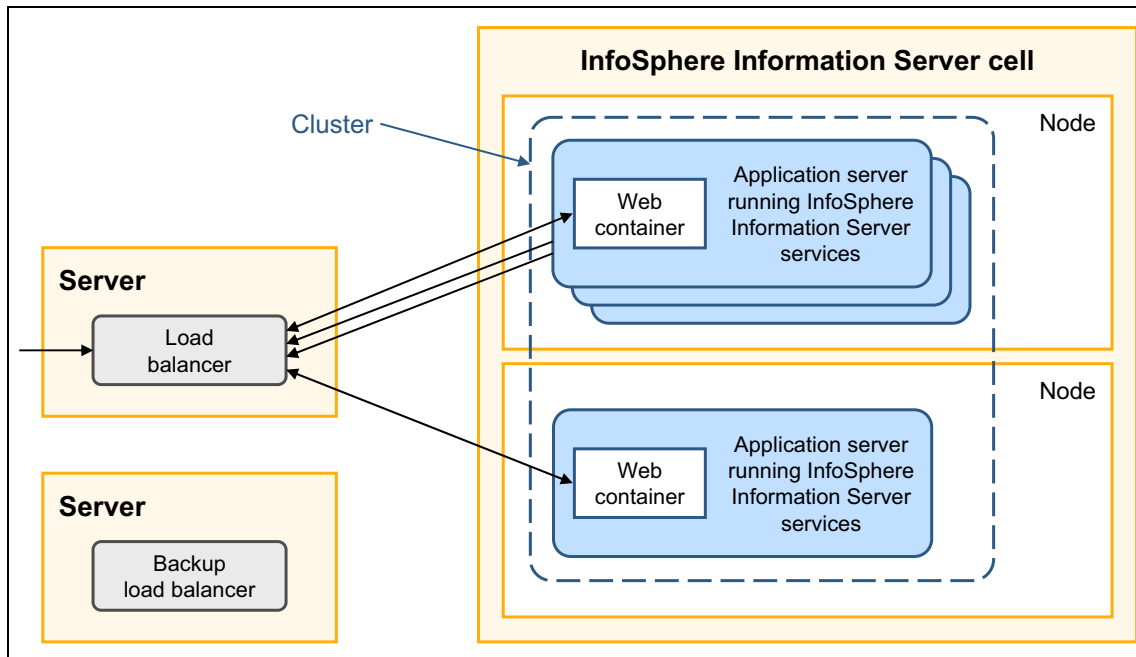 InfoSphere Information Server cell
Cluster
Node
Web
container
Application server
running InfoSphere
Information Server
services
Server
Load
balancer
Node
Web
container
Application server
running InfoSphere
Information Server
services
Server
Backup
load balancer